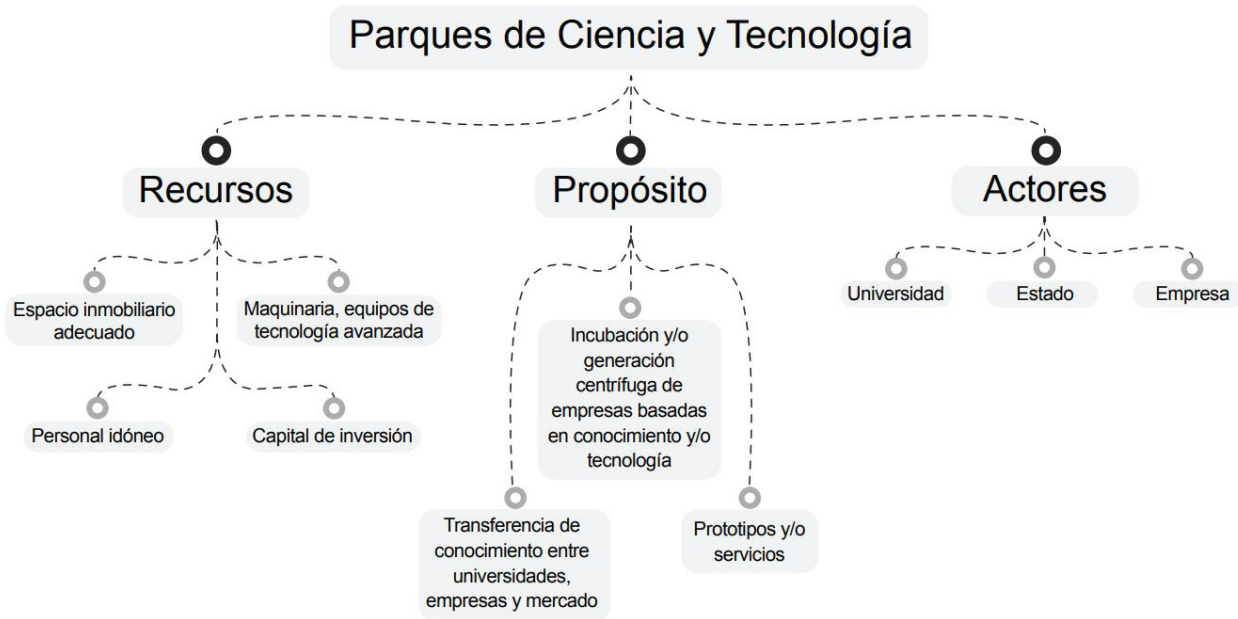 Parques de Ciencia y Tecnología
Recursos
Propósito
Actores
Espacio inmobiliario
adecuado
Maquinaria, equipos de
tecnología avanzada
Personal idóneo
Capital de inversión
Incubación y/o
generación
centrífuga de
empresas basadas
en conocimiento y/o
tecnología
Transferencia de
conocimiento entre
universidades,
empresas y mercado
Prototipos y/o
servicios
Universidad
Estado
Empresa